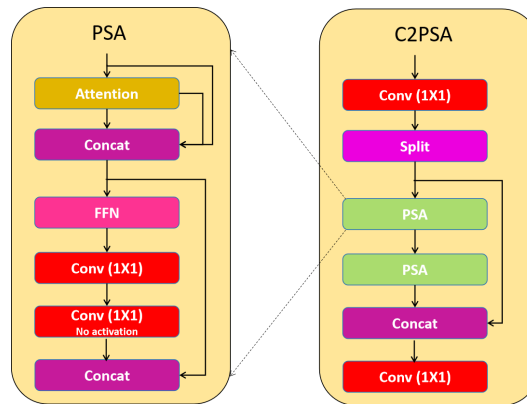 PSA
Attention
Concat
FFN
Conv (1X1)
Conv (1X1)
No activation
Concat
C2PSA
Conv (1X1)
Split
PSA
PSA
Concat
Conv (1X1)